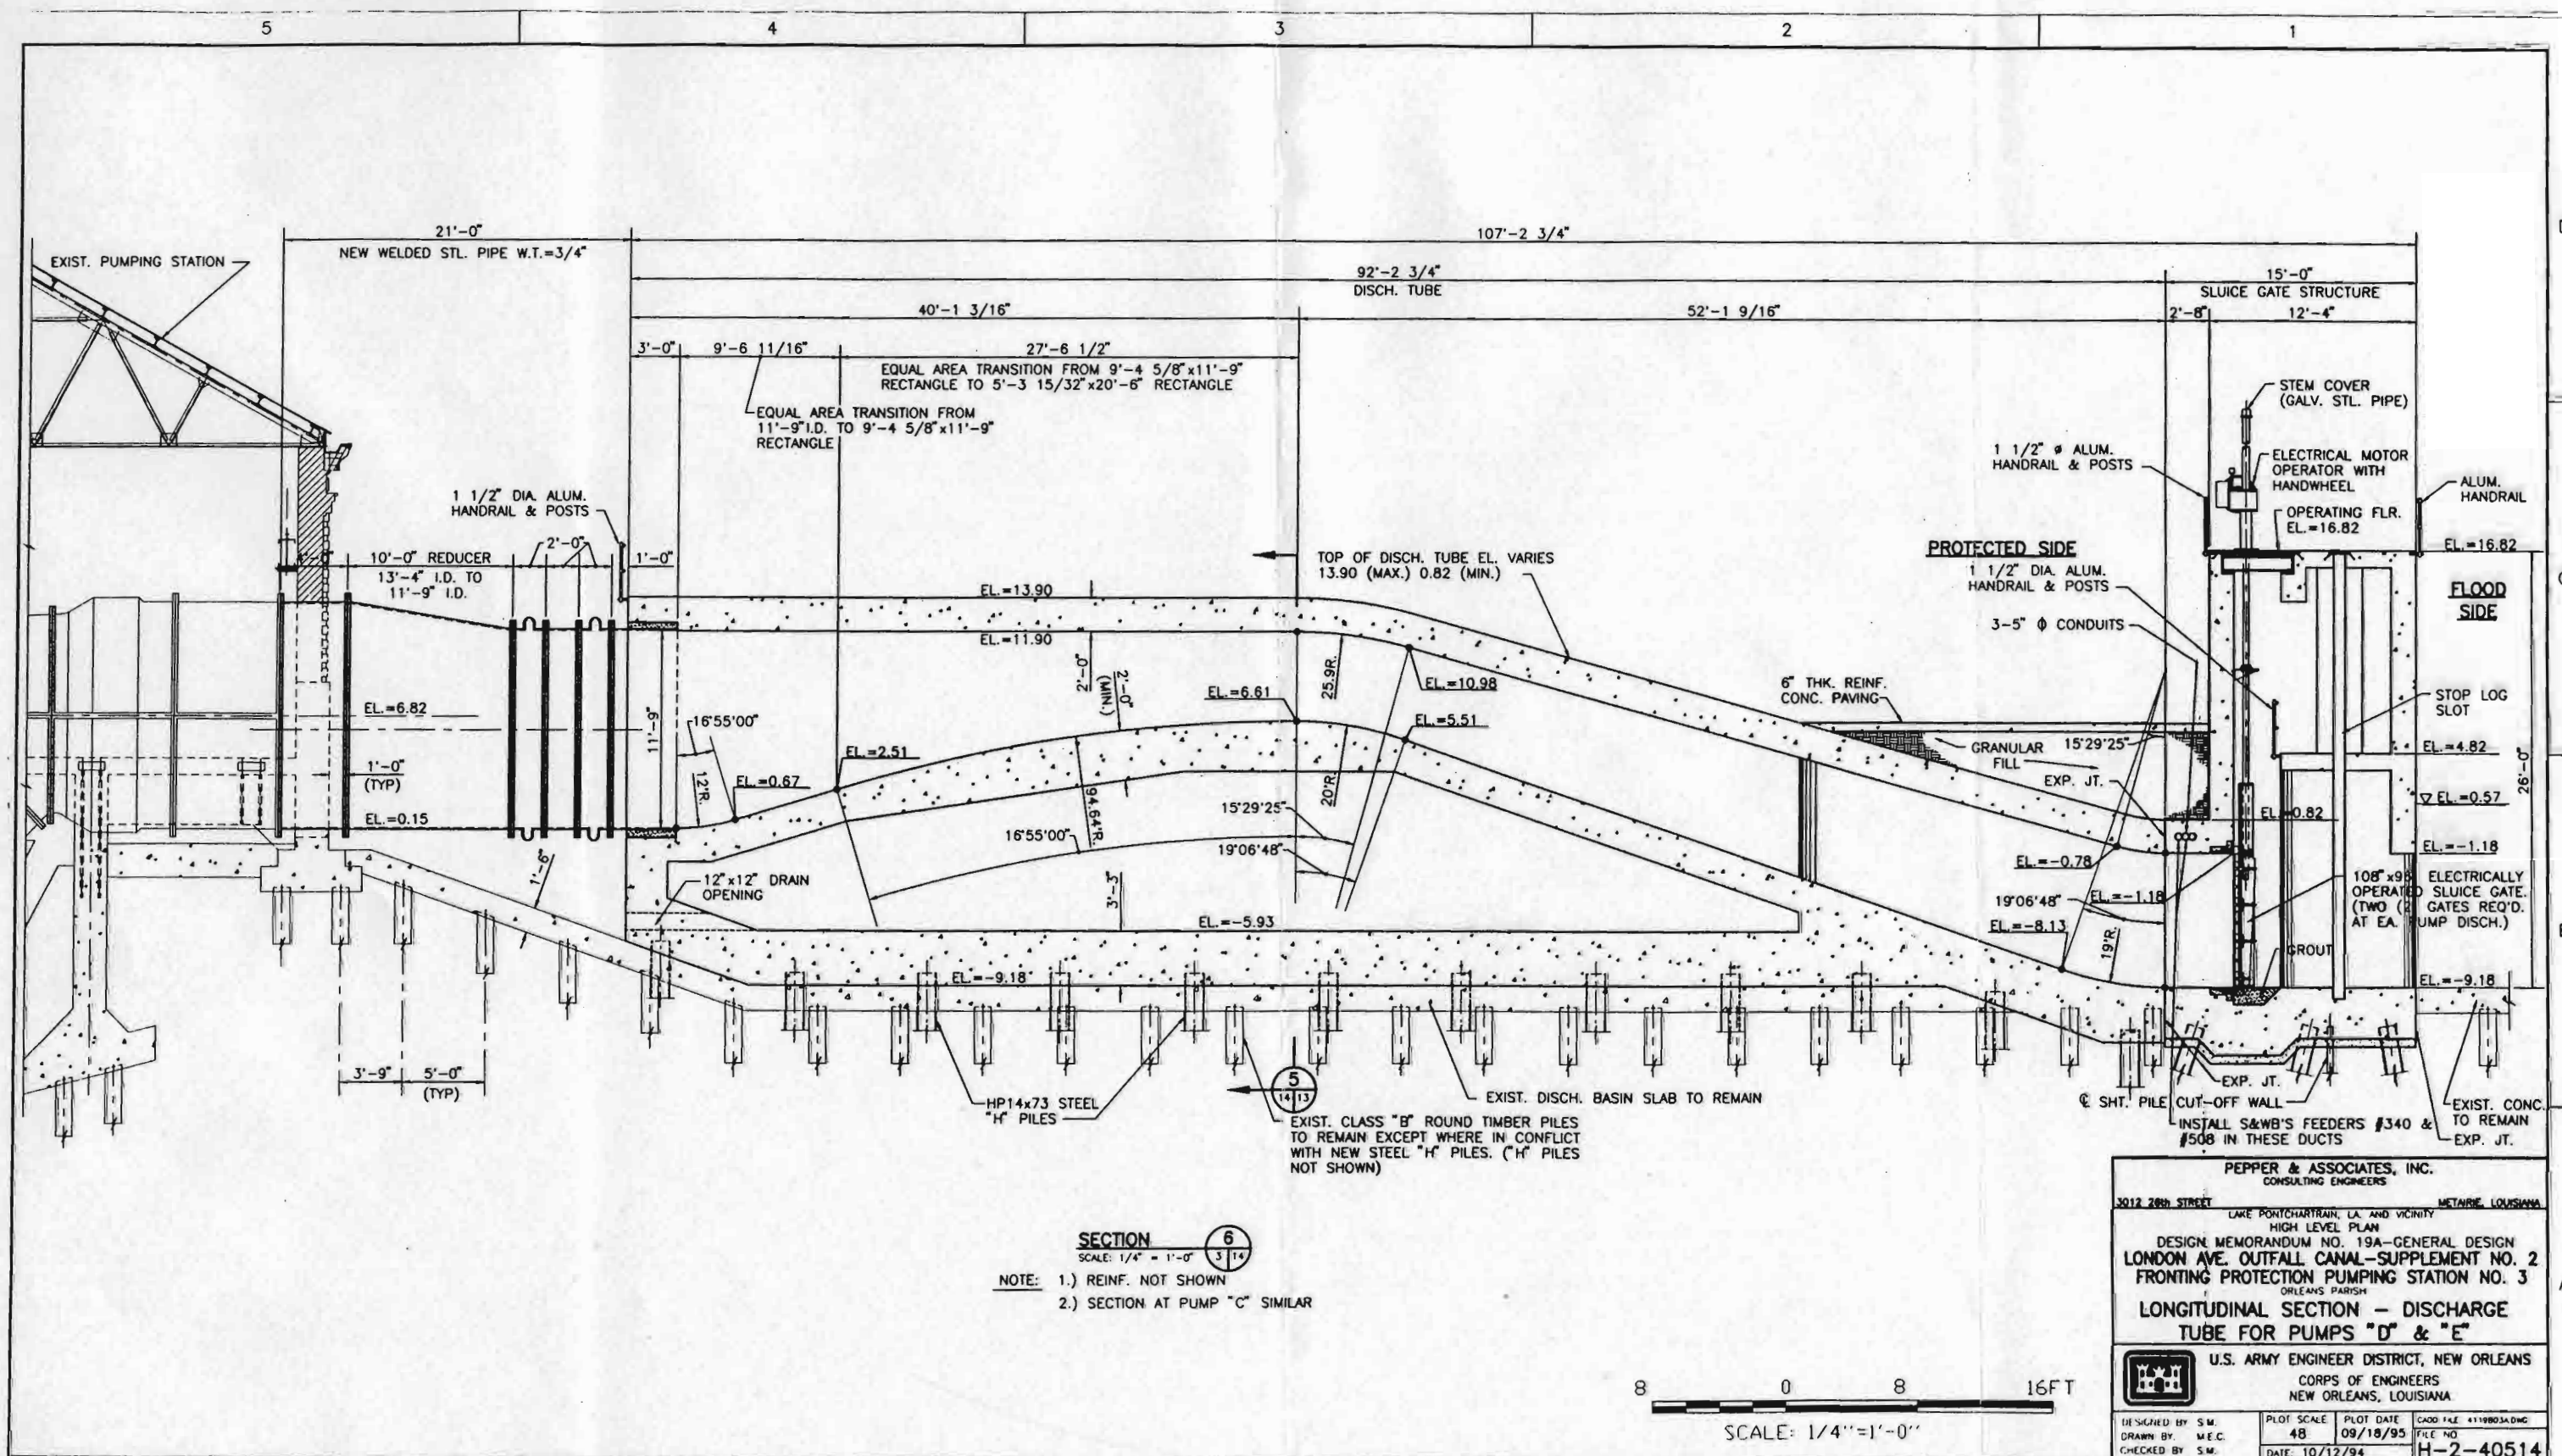 5
4
3
2
1
21'-0"
NEW WELDED STL. PIPE W.T.=3/4"
107'-2 3/4"
92'-2 3/4"
DISCH. TUBE
15'-0"
SLUICE GATE STRUCTURE
40'-1 3/16"
52'-1 9/16"
2'-8"
12'-4"
3'-0"
9'-6 11/16"
27'-6 1/2"
EQUAL AREA TRANSITION FROM 9'-4 5/8"x11'-9"
RECTANGLE TO 5'-3 15/32"x20'-6" RECTANGLE
EQUAL AREA TRANSITION FROM
11'-9"I.D. TO 9'-4 5/8"x11'-9"
RECTANGLE
EXIST. PUMPING STATION
1 1/2" DIA. ALUM.
HANDRAIL & POSTS
10'-0" REDUCER
13'-4" I.D. TO
11'-9" I.D.
2'-0"
1'-0"
EL.=6.82
1'-0"
(TYP)
EL.=0.15
1'-6"
3'-9"
5'-0"
(TYP)
EL.=13.90
EL.=11.90
11'-9"
16°55'00"
12'R.
EL.=0.67
EL.=2.51
2'-0"
2'-0"
(MIN.)
94.64'R.
16°55'00"
EL.=6.61
25.9R.
EL.=10.98
EL.=5.51
20'R.
15°29'25"
19°06'48"
12"x12" DRAIN
OPENING
3'-3"
EL.=-5.93
EL.=-9.18
TOP OF DISCH. TUBE EL. VARIES
13.90 (MAX.) 0.82 (MIN.)
6" THK. REINF.
CONC. PAVING
GRANULAR
FILL
15°29'25"
EXP. JT.
PROTECTED SIDE
1 1/2" ø ALUM.
HANDRAIL & POSTS
1 1/2" DIA. ALUM.
HANDRAIL & POSTS
3-5" ϕ CONDUITS
STEM COVER
(GALV. STL. PIPE)
ELECTRICAL MOTOR
OPERATOR WITH
HANDWHEEL
OPERATING FLR.
EL.=16.82
ALUM.
HANDRAIL
EL.=16.82
FLOOD
SIDE
STOP LOG
SLOT
EL.=4.82
EL.=0.57
26'-0"
EL.=0.82
EL.=-1.18
EL.=-0.78
EL.=-1.18
19°06'48"
EL.=-8.13
19'R.
108"x96" ELECTRICALLY
OPERATED SLUICE GATE.
(TWO (2) GATES REQ'D.
AT EA. PUMP DISCH.)
GROUT
EL.=-9.18
HP14x73 STEEL
"H" PILES
5
14 13
EXIST. CLASS "B" ROUND TIMBER PILES
TO REMAIN EXCEPT WHERE IN CONFLICT
WITH NEW STEEL "H" PILES. ("H" PILES
NOT SHOWN)
EXIST. DISCH. BASIN SLAB TO REMAIN
EXP. JT.
℄ SHT. PILE CUT-OFF WALL
INSTALL S&WB'S FEEDERS #340 &
#508 IN THESE DUCTS
EXIST. CONC.
TO REMAIN
EXP. JT.
SECTION
SCALE: 1/4" = 1'-0"
6
3 14
NOTE: 1.) REINF. NOT SHOWN
2.) SECTION AT PUMP "C" SIMILAR
8 0 8 16FT
SCALE: 1/4''=1'-0''
PEPPER & ASSOCIATES, INC.
CONSULTING ENGINEERS
3012 26th STREET METAIRIE, LOUISIANA
LAKE PONTCHARTRAIN, LA. AND VICINITY
HIGH LEVEL PLAN
DESIGN MEMORANDUM NO. 19A-GENERAL DESIGN
LONDON AVE. OUTFALL CANAL-SUPPLEMENT NO. 2
FRONTING PROTECTION PUMPING STATION NO. 3
ORLEANS PARISH
LONGITUDINAL SECTION - DISCHARGE
TUBE FOR PUMPS "D" & "E"
U.S. ARMY ENGINEER DISTRICT, NEW ORLEANS
CORPS OF ENGINEERS
NEW ORLEANS, LOUISIANA
DESIGNED BY S.M.
DRAWN BY. M.E.C.
CHECKED BY S.M.
PLOT SCALE
48
PLOT DATE
09/18/95
DATE: 10/12/94
CADD FILE 4119803A.DWG
FILE NO
H-2-40514